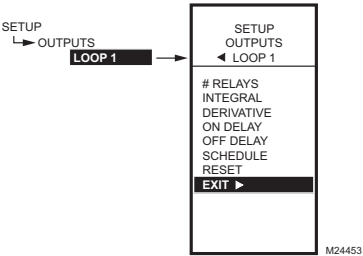 SETUP
OUTPUTS
LOOP 1
SETUP
OUTPUTS
◄ LOOP 1
# RELAYS
INTEGRAL
DERIVATIVE
ON DELAY
OFF DELAY
SCHEDULE
RESET
EXIT ►
M24453